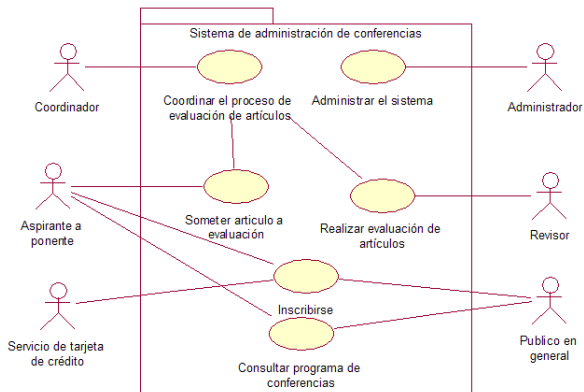 Sistema de administración de conferencias
Coordinador
Coordinar el proceso de
evaluación de artículos
Administrar el sistema
Administrador
Aspirante a
ponente
Someter articulo a
evaluación
Realizar evaluación de
artículos
Revisor
Servicio de tarjeta
de crédito
Inscribirse
Publico en
general
Consultar programa de
conferencias